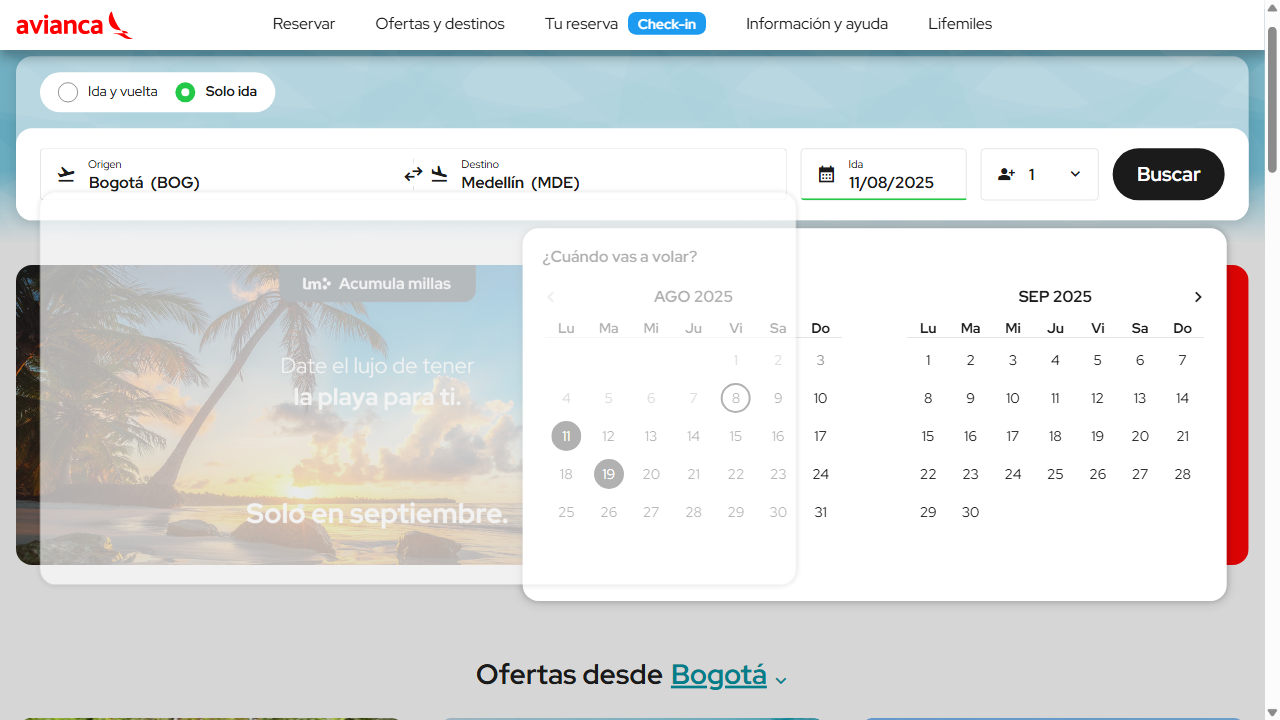 avianca
Reservar
Ofertas y destinos
Tu reserva
Check-in
Información y ayuda
Lifemiles
Ida y vuelta
Solo ida
Origen
Bogotá (BOG)
Destino
Medellín (MDE)
Ida
11/08/2025
1
Buscar
¿Cuándo vas a volar?
AGO 2025
Lu Ma Mi Ju Vi Sa Do
1 2 3
4 5 6 7 8 9 10
11 12 13 14 15 16 17
18 19 20 21 22 23 24
25 26 27 28 29 30 31
SEP 2025
Lu Ma Mi Ju Vi Sa Do
1 2 3 4 5 6 7
8 9 10 11 12 13 14
15 16 17 18 19 20 21
22 23 24 25 26 27 28
29 30
lm Acumula millas
Date el lujo de tener
la playa para ti.
Solo en septiembre.
Ofertas desde Bogotá